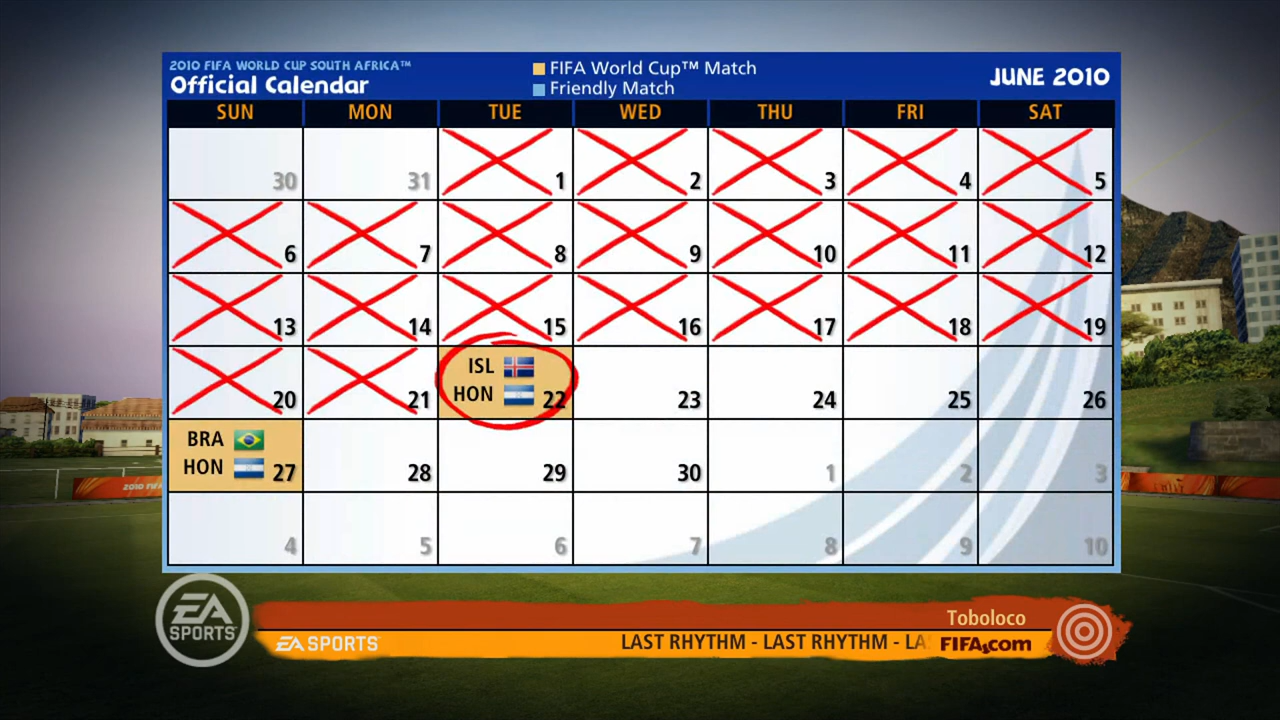 2010 FIFA WORLD CUP SOUTH AFRICA™
Official Calendar
FIFA World Cup™ Match
Friendly Match
JUNE 2010
SUN MON TUE WED THU FRI SAT
30 31 1 2 3 4 5
6 7 8 9 10 11 12
13 14 15 16 17 18 19
ISL
HON
20 21 22 23 24 25 26
BRA
HON
27 28 29 30 1 2 3
4 5 6 7 8 9 10
2010 FIFA
EA
SPORTS™
Toboloco
EA SPORTS™
LAST RHYTHM - LAST RHYTHM - LA
FIFA.com